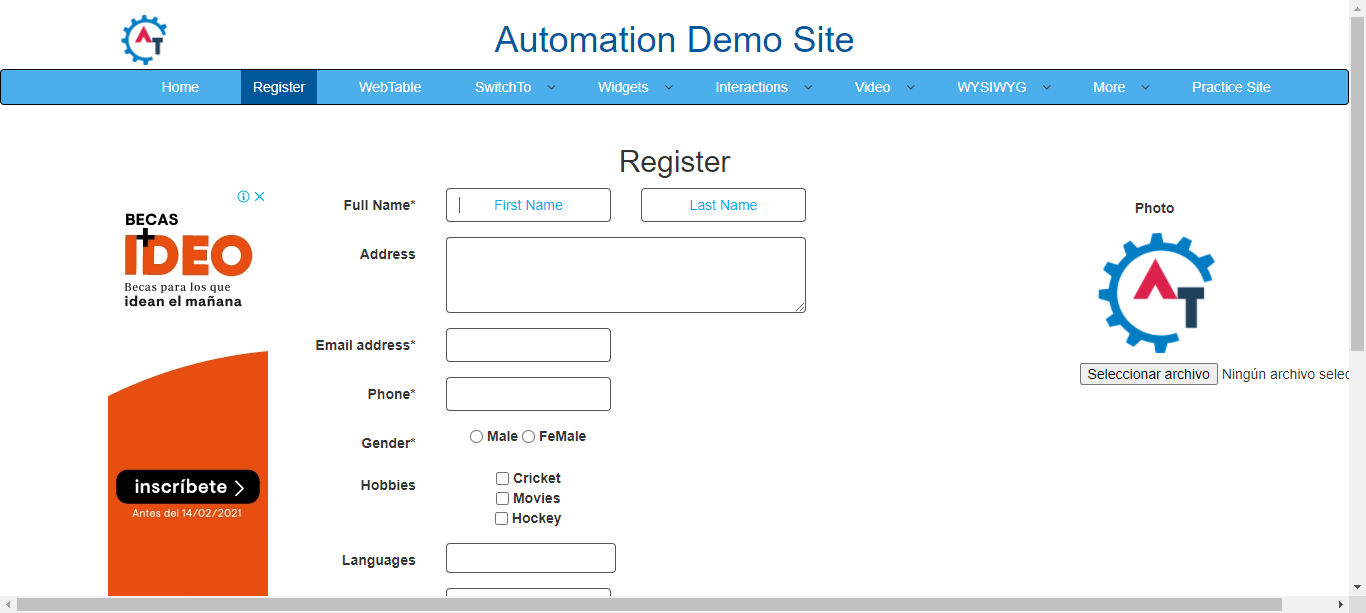 AT
Automation Demo Site
Home Register WebTable SwitchTo Widgets Interactions Video WYSIWYG More Practice Site
Register
BECAS
+
IDEO
Becas para los que
idean el mañana
inscríbete >
Antes del 14/02/2021
Full Name* First Name Last Name
Address
Email address*
Phone*
Gender* Male FeMale
Hobbies Cricket
Movies
Hockey
Languages
Photo
AT
Seleccionar archivo Ningún archivo selec